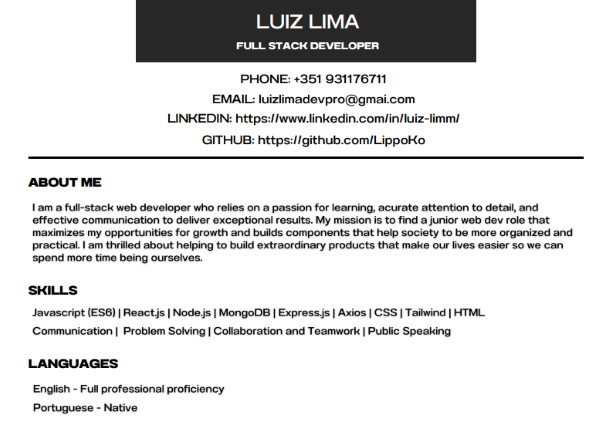 LUIZ LIMA
FULL STACK DEVELOPER
PHONE: +351 931176711
EMAIL: luizlimadevpro@gmai.com
LINKEDIN: https://www.linkedin.com/in/luiz-limm/
GITHUB: https://github.com/LippoKo
ABOUT ME
I am a full-stack web developer who relies on a passion for learning, acurate attention to detail, and
effective communication to deliver exceptional results. My mission is to find a junior web dev role that
maximizes my opportunities for growth and builds components that help society to be more organized and
practical. I am thrilled about helping to build extraordinary products that make our lives easier so we can
spend more time being ourselves.
SKILLS
Javascript (ES6) | React.js | Node.js | MongoDB | Express.js | Axios | CSS | Tailwind | HTML
Communication | Problem Solving | Collaboration and Teamwork | Public Speaking
LANGUAGES
English - Full professional proficiency
Portuguese - Native